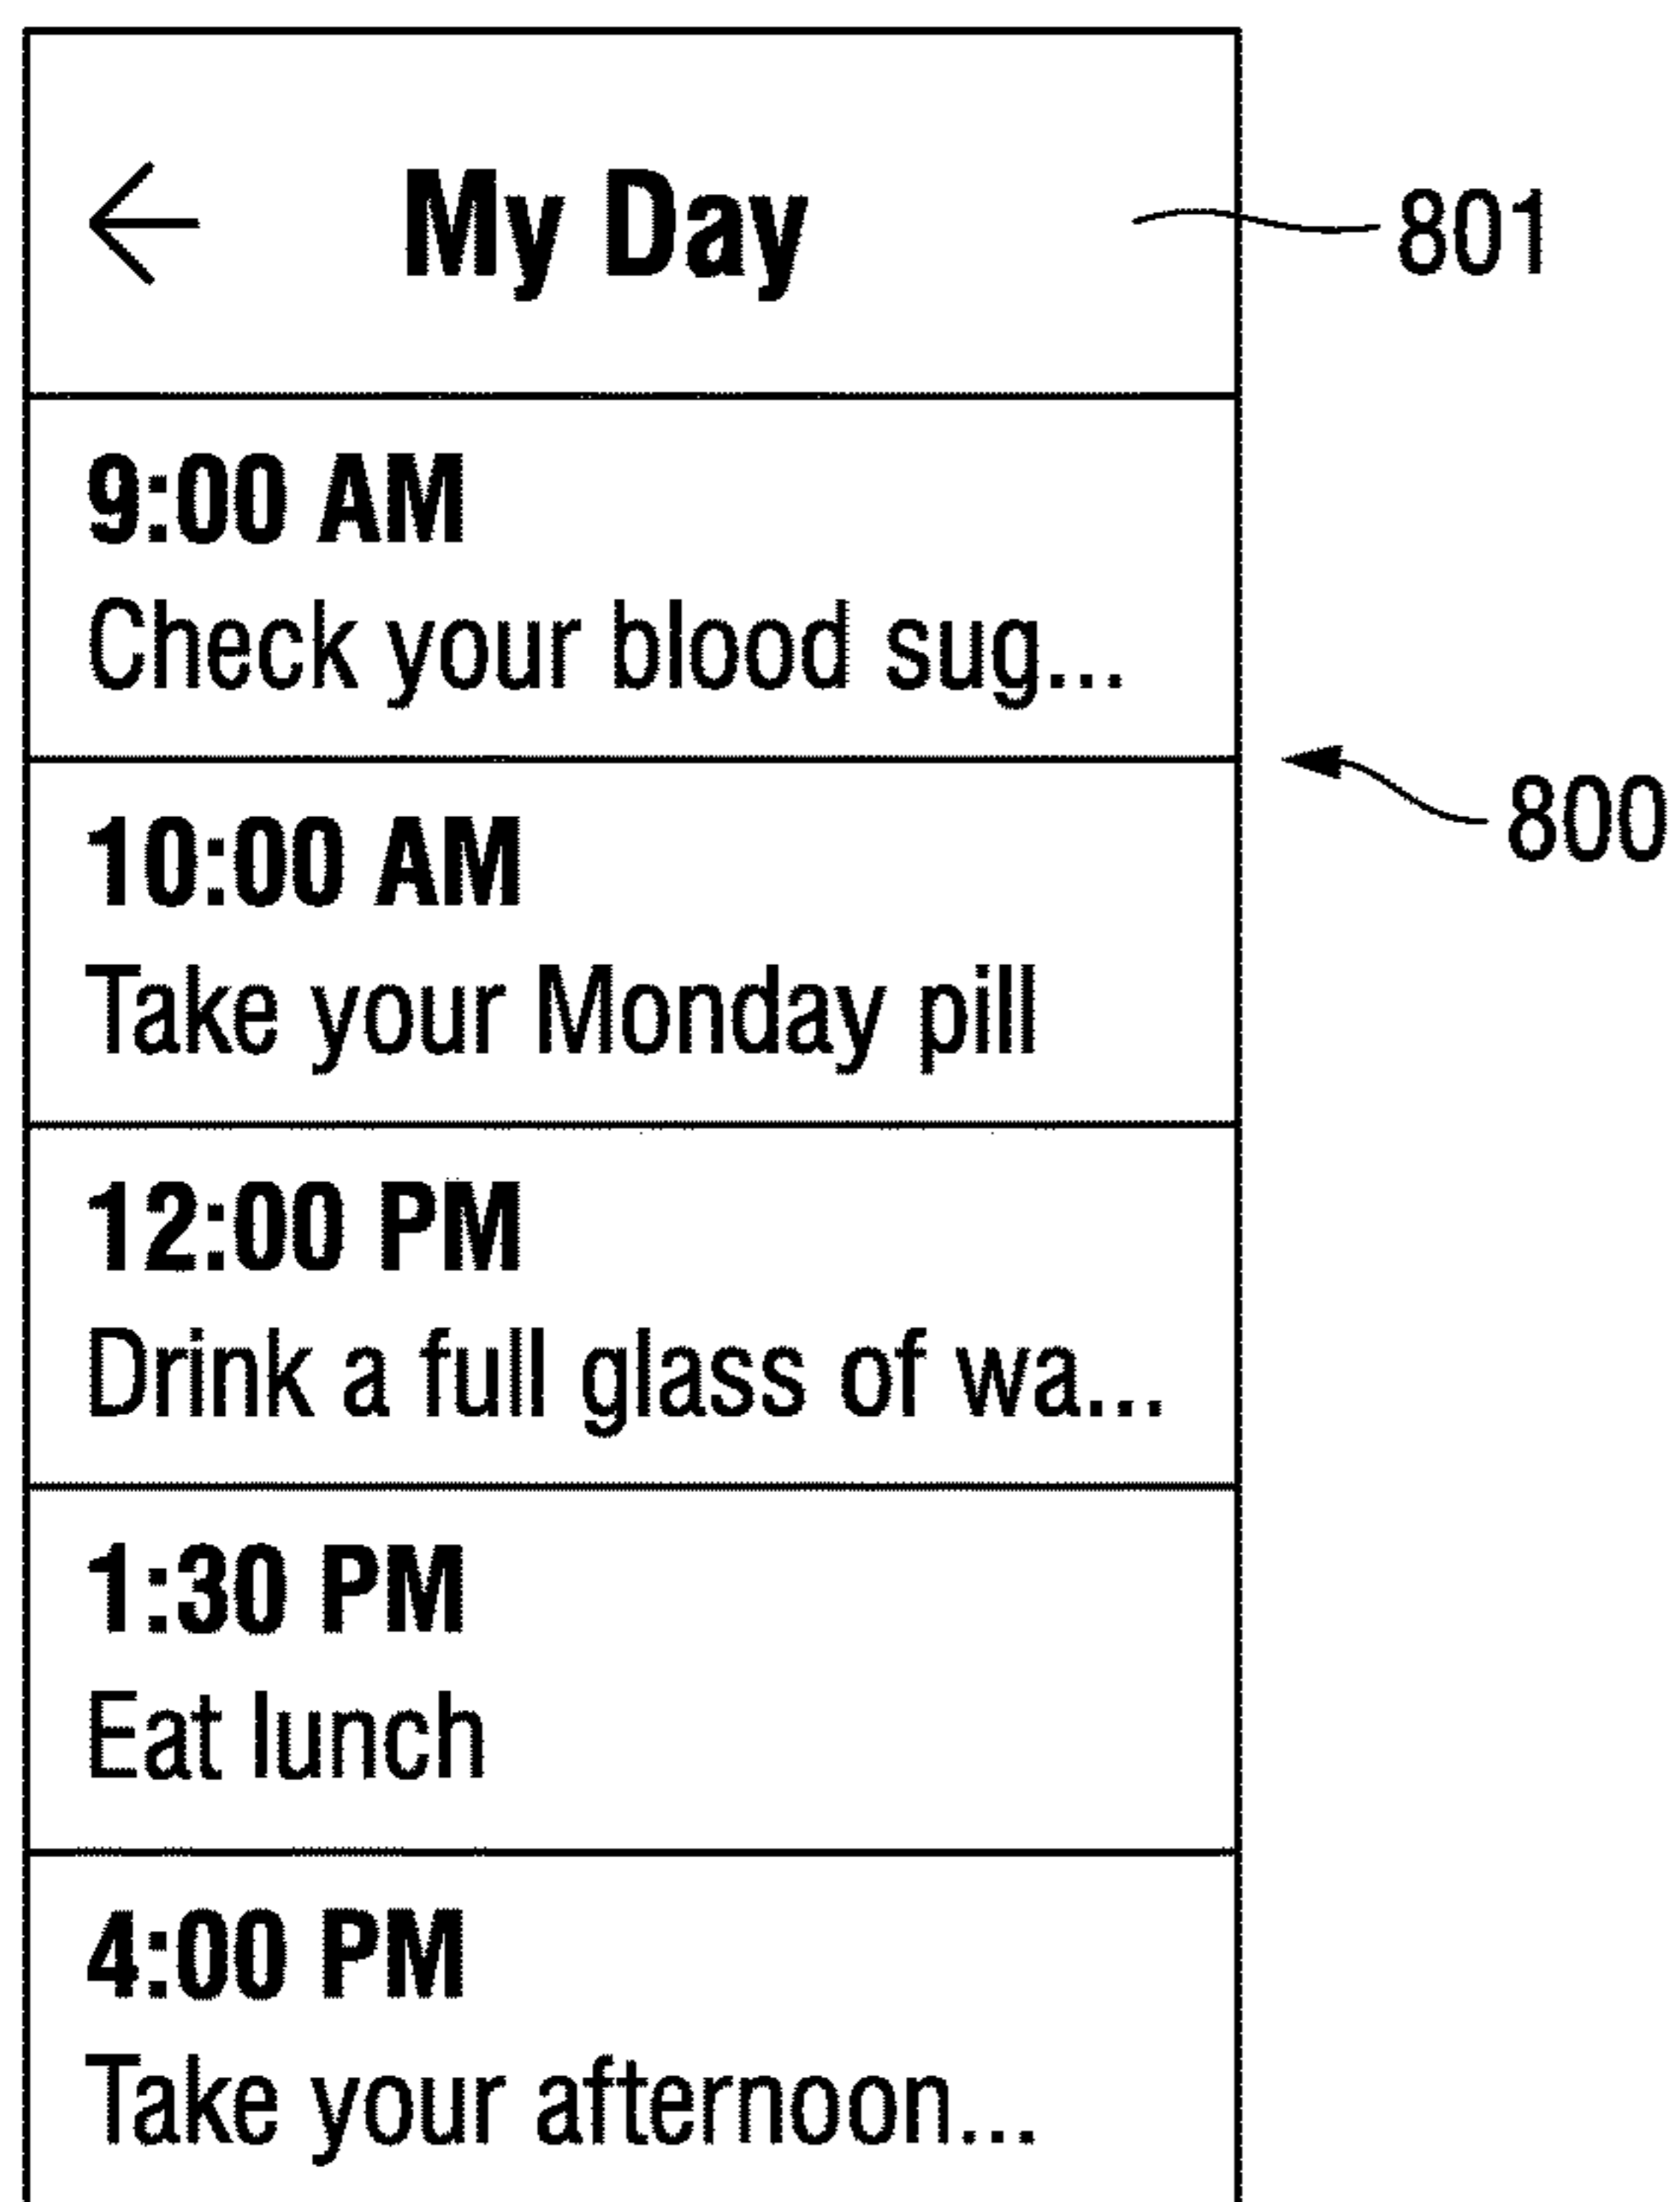 My Day
801
9:00 AM
Check your blood sug...
800
10:00 AM
Take your Monday pill
12:00 PM
Drink a full glass of wa...
1:30 PM
Eat lunch
4:00 PM
Take your afternoon...